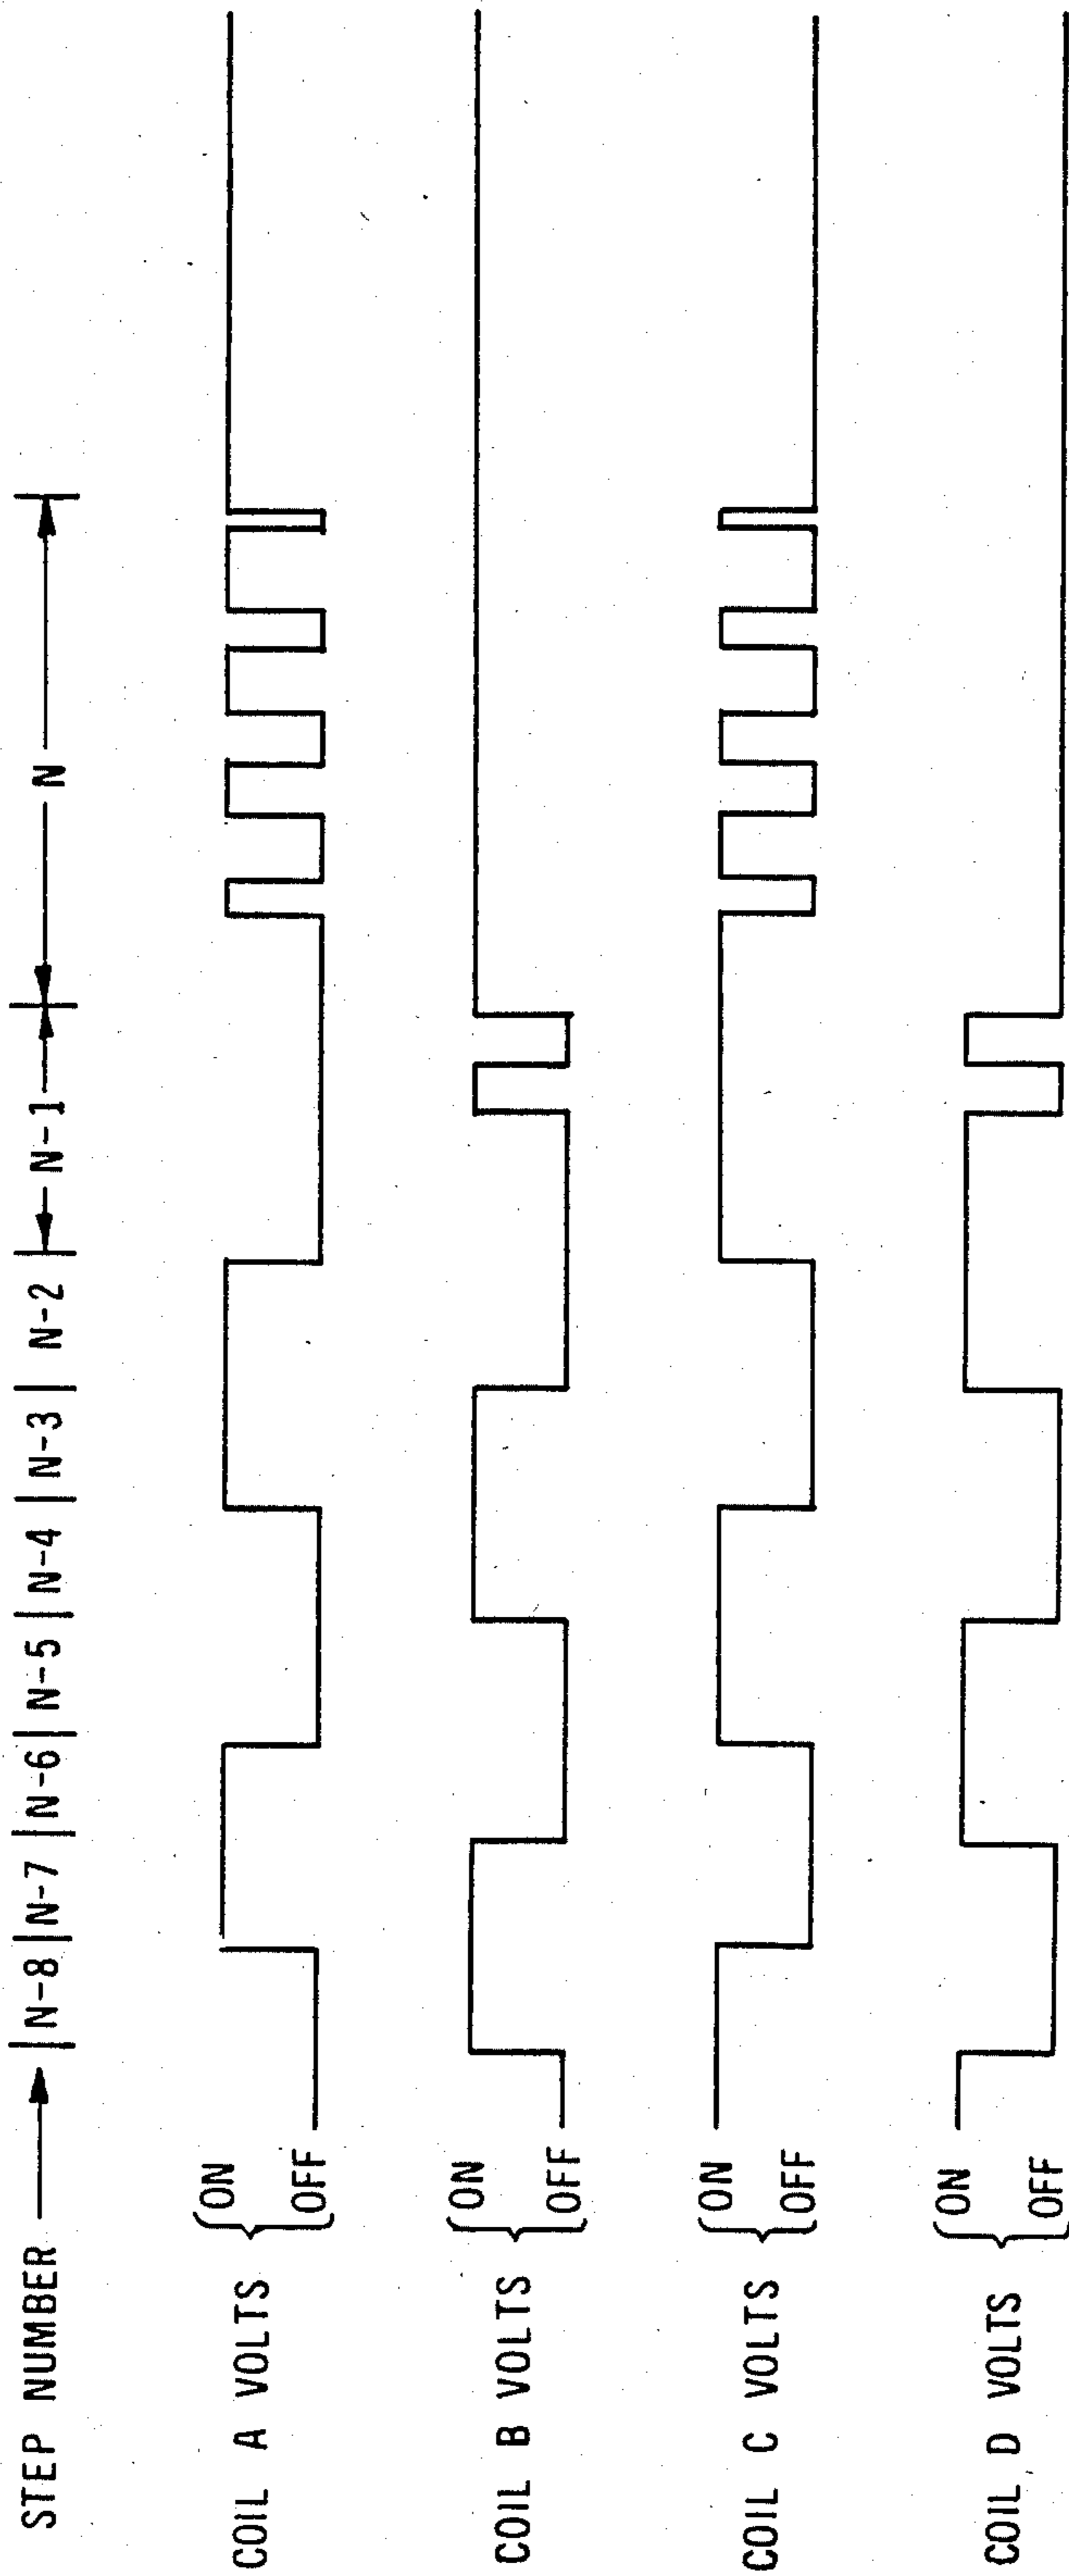 STEP NUMBER |N-8|N-7|N-6|N-5|N-4|N-3|N-2|N-1|N|
COIL A VOLTS ON OFF
COIL B VOLTS ON OFF
COIL C VOLTS ON OFF
COIL D VOLTS ON OFF